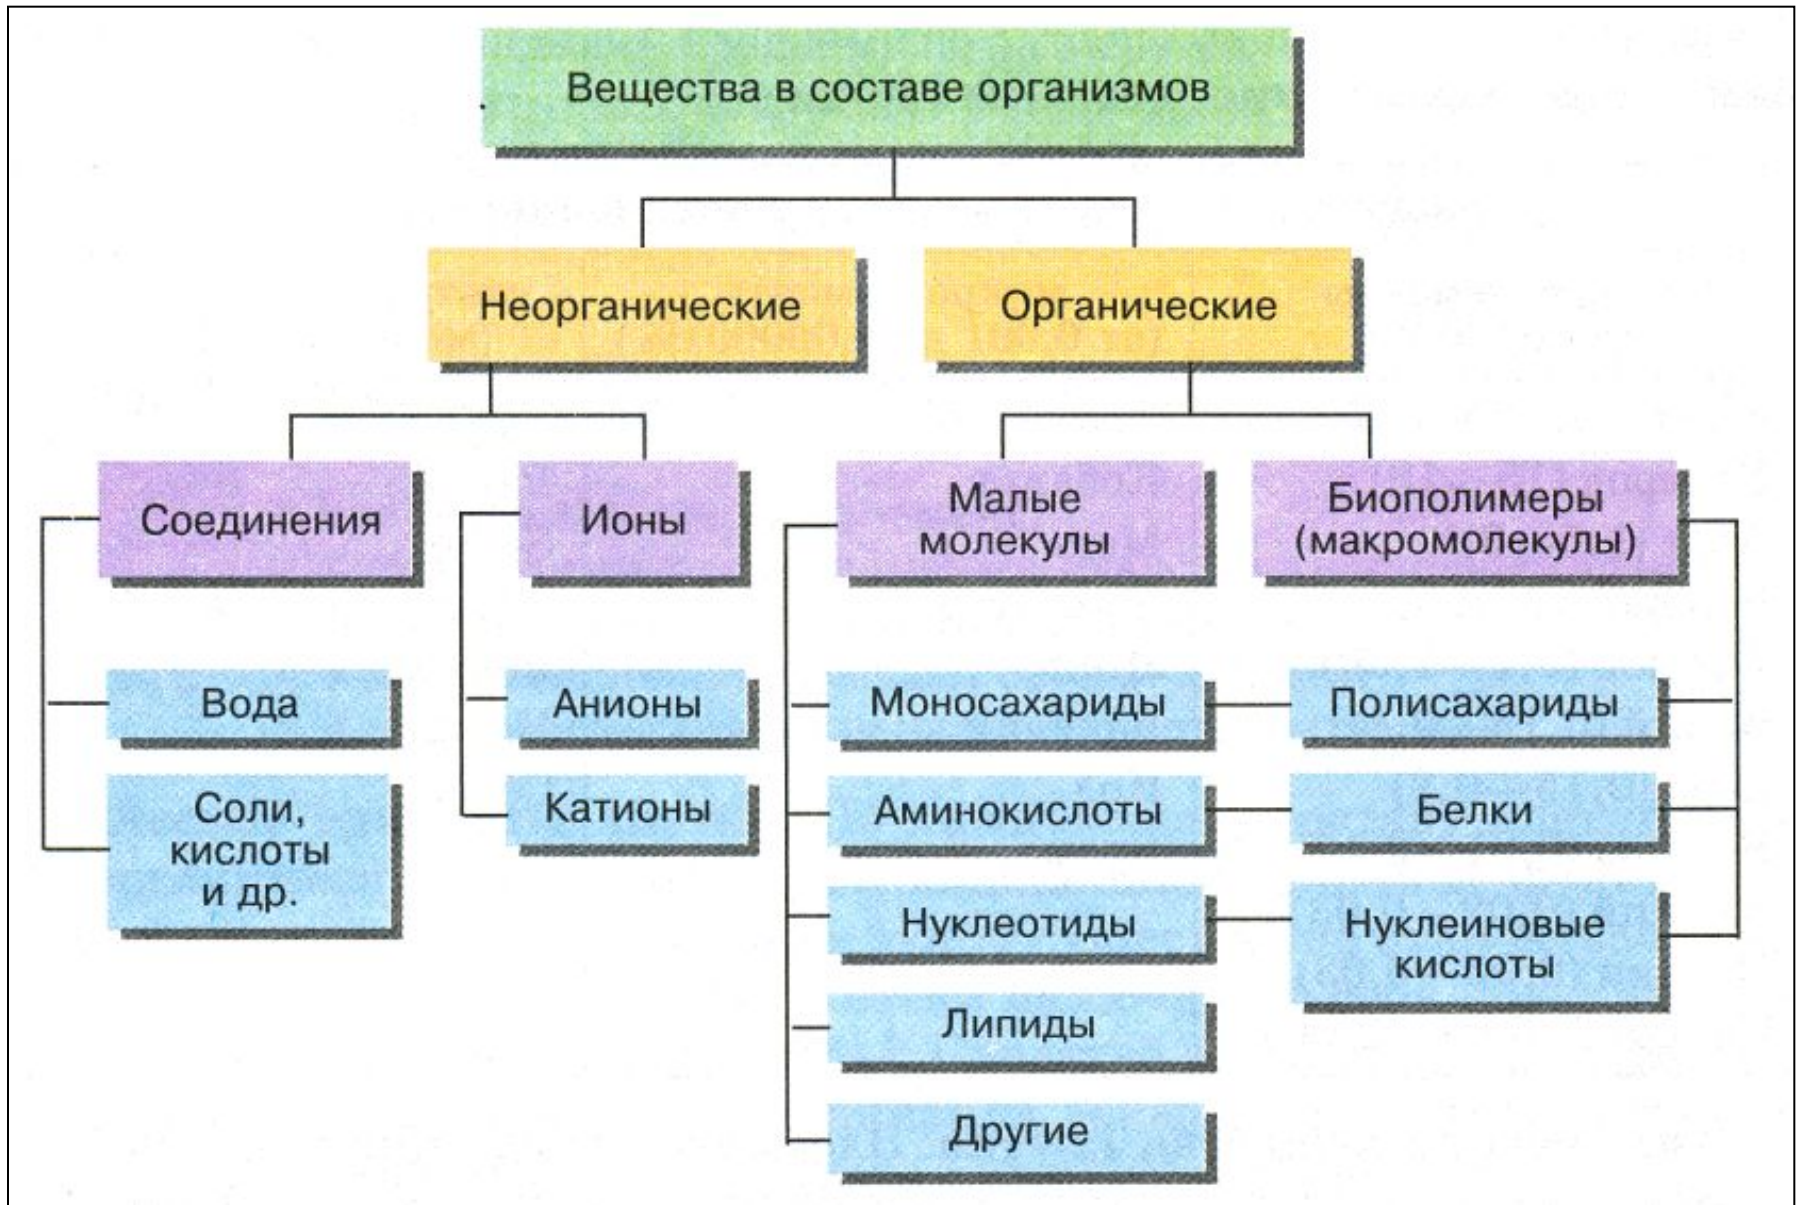 Вещества в составе организмов
Неорганические
Органические
Соединения
Ионы
Малые
молекулы
Биополимеры
(макромолекулы)
Вода
Анионы
Моносахариды
Полисахариды
Соли,
кислоты
и др.
Катионы
Аминокислоты
Белки
Нуклеотиды
Нуклеиновые
кислоты
Липиды
Другие